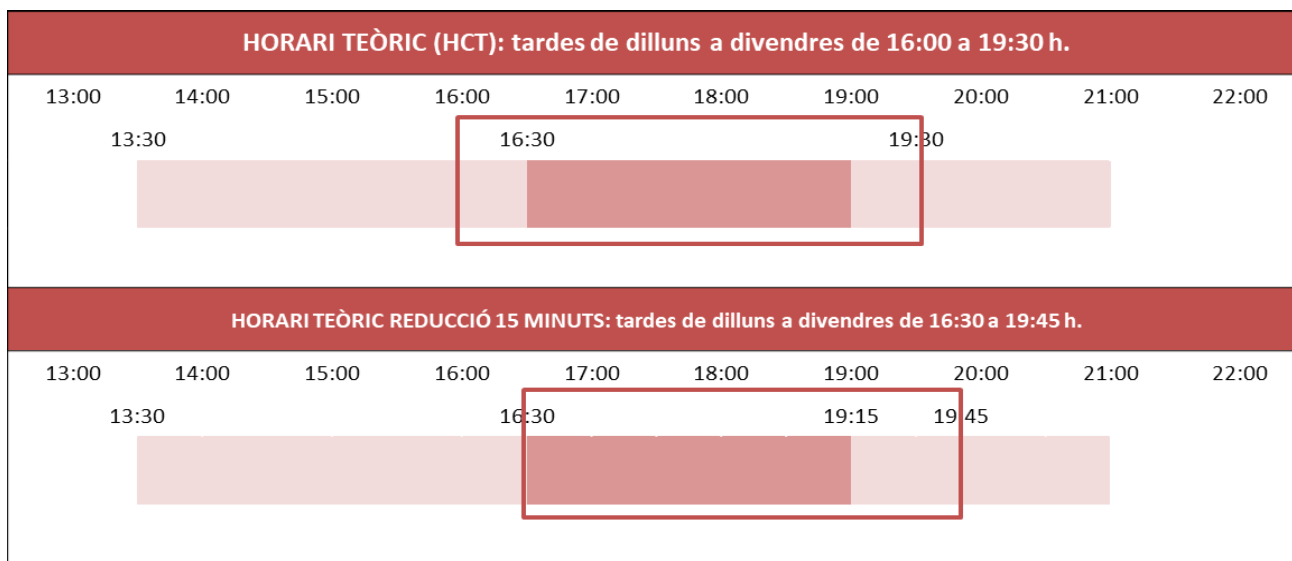 HORARI TEÒRIC (HCT): tardes de dilluns a divendres de 16:00 a 19:30 h.
13:00 14:00 15:00 16:00 17:00 18:00 19:00 20:00 21:00 22:00
13:30 16:30 19:30
HORARI TEÒRIC REDUCCIÓ 15 MINUTS: tardes de dilluns a divendres de 16:30 a 19:45 h.
13:00 14:00 15:00 16:00 17:00 18:00 19:00 20:00 21:00 22:00
13:30 16:30 19:15 19:45